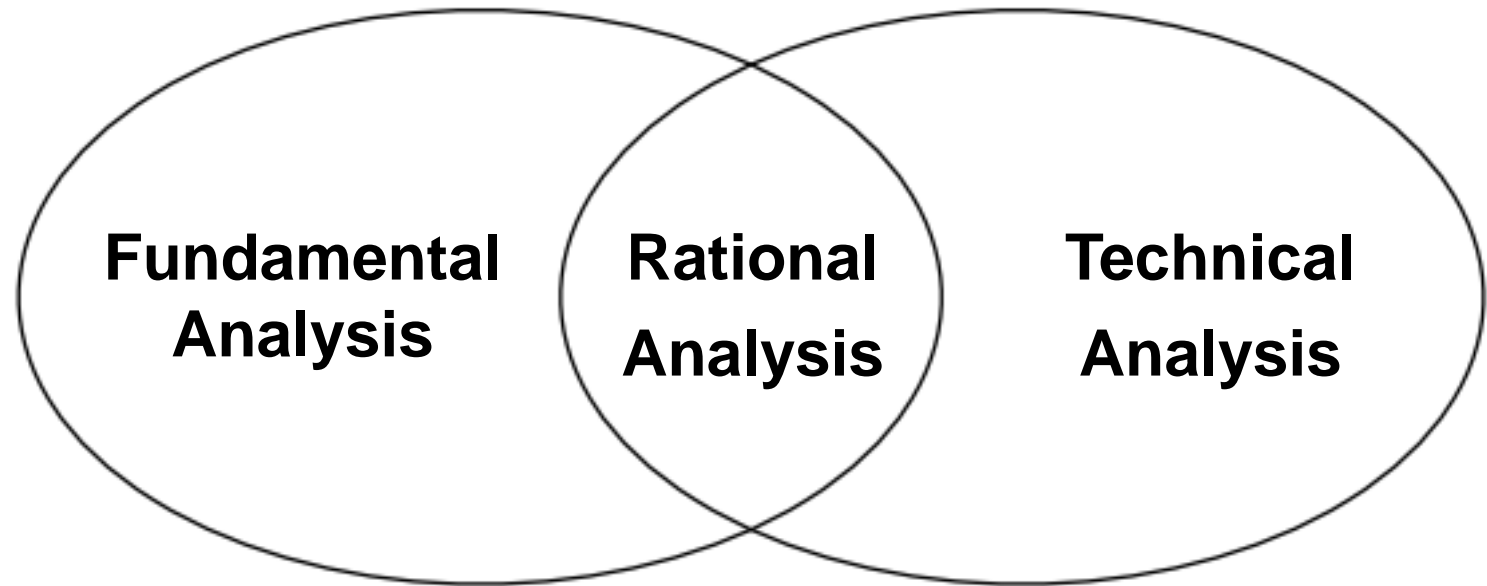 Fundamental
Analysis
Rational
Analysis
Technical
Analysis